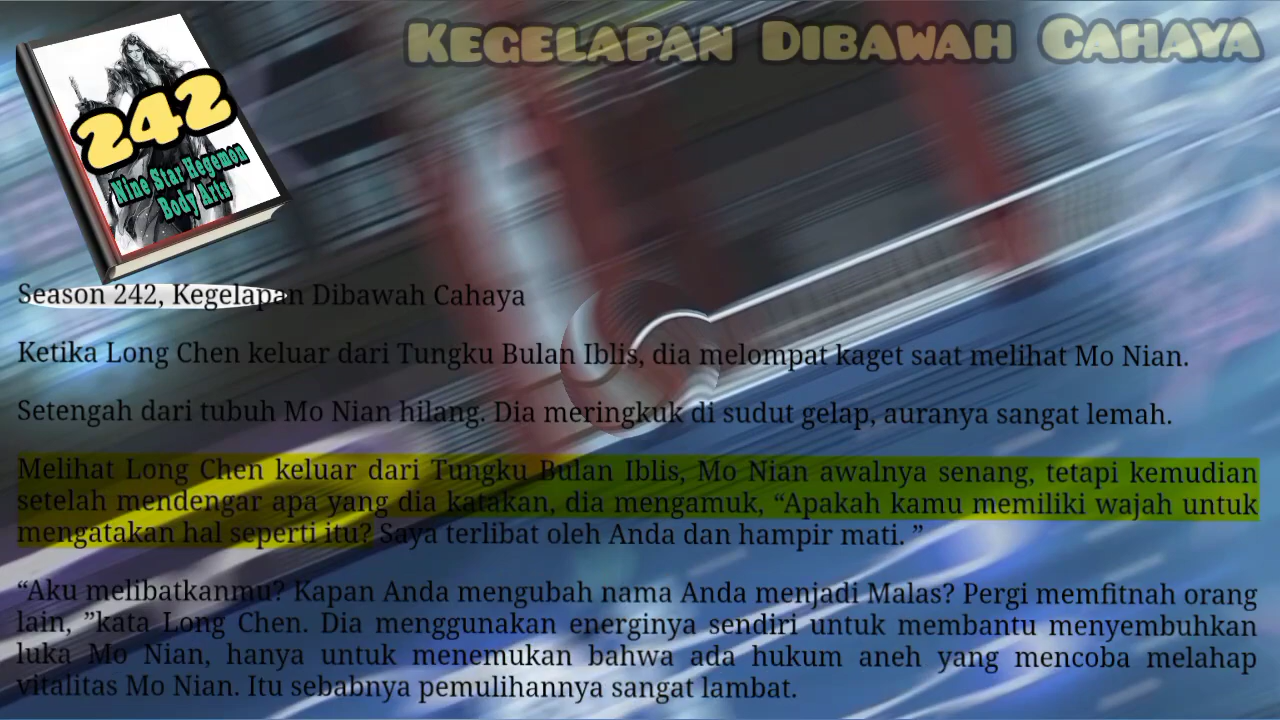 Kegelapan Dibawah Cahaya
242
Nine Star Hegemon
Body Arts
Season 242, Kegelapan Dibawah Cahaya
Ketika Long Chen keluar dari Tungku Bulan Iblis, dia melompat kaget saat melihat Mo Nian.
Setengah dari tubuh Mo Nian hilang. Dia meringkuk di sudut gelap, auranya sangat lemah.
Melihat Long Chen keluar dari Tungku Bulan Iblis, Mo Nian awalnya senang, tetapi kemudian
setelah mendengar apa yang dia katakan, dia mengamuk, “Apakah kamu memiliki wajah untuk
mengatakan hal seperti itu? Saya terlibat oleh Anda dan hampir mati. ”
“Aku melibatkanmu? Kapan Anda mengubah nama Anda menjadi Malas? Pergi memfitnah orang
lain, ”kata Long Chen. Dia menggunakan energinya sendiri untuk membantu menyembuhkan
luka Mo Nian, hanya untuk menemukan bahwa ada hukum aneh yang mencoba melahap
vitalitas Mo Nian. Itu sebabnya pemulihannya sangat lambat.